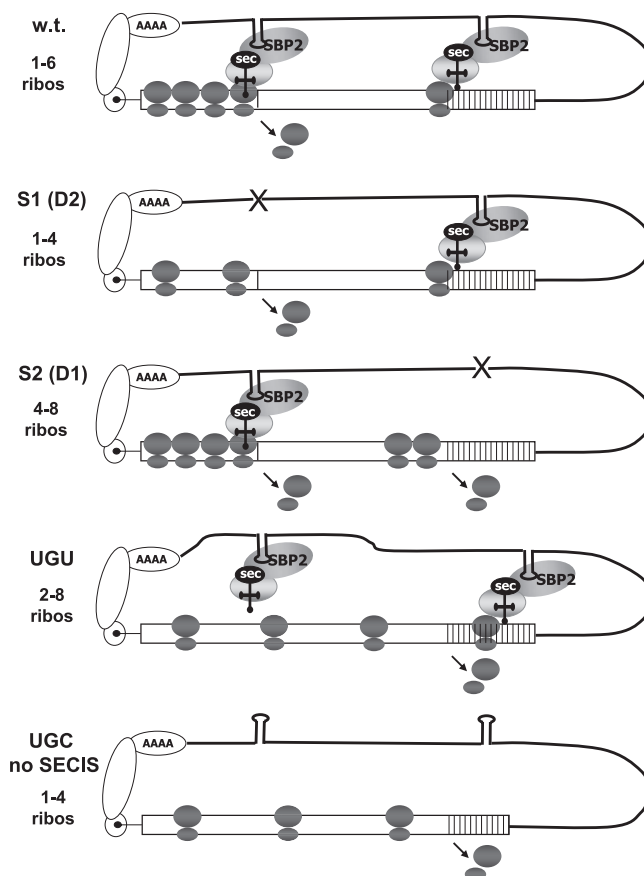 w.t.
1-6
ribos
AAAA
SBP2
sec
SBP2
sec
S1 (D2)
1-4
ribos
AAAA
X
SBP2
sec
S2 (D1)
4-8
ribos
AAAA
SBP2
sec
X
UGU
2-8
ribos
AAAA
SBP2
sec
SBP2
sec
UGC
no SECIS
1-4
ribos
AAAA